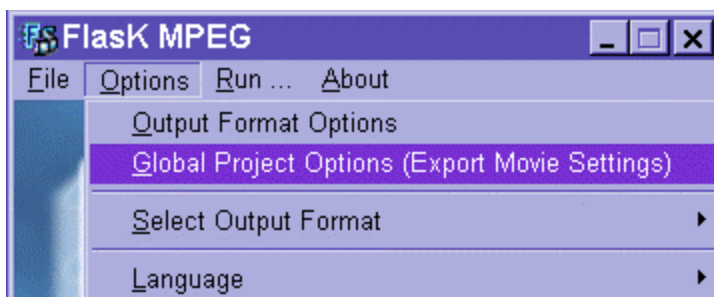 FlasK MPEG
File Options Run ... About
Output Format Options
Global Project Options (Export Movie Settings)
Select Output Format
Language